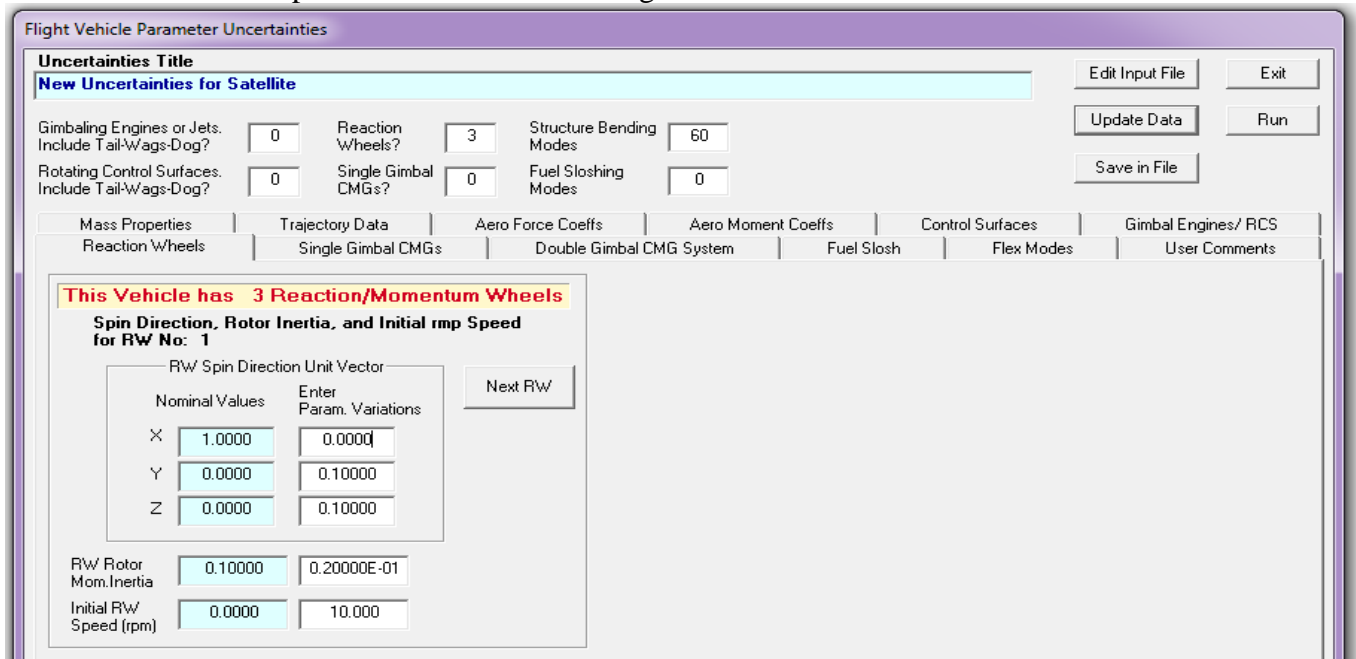 Flight Vehicle Parameter Uncertainties
Uncertainties Title
New Uncertainties for Satellite
Edit Input File
Exit
Gimbaling Engines or Jets.
Include Tail-Wags-Dog?
0
Reaction
Wheels?
3
Structure Bending
Modes
60
Update Data
Run
Rotating Control Surfaces.
Include Tail-Wags-Dog?
0
Single Gimbal
CMGs?
0
Fuel Sloshing
Modes
0
Save in File
Mass Properties
Trajectory Data
Aero Force Coeffs
Aero Moment Coeffs
Control Surfaces
Gimbal Engines/ RCS
Reaction Wheels
Single Gimbal CMGs
Double Gimbal CMG System
Fuel Slosh
Flex Modes
User Comments
This Vehicle has 3 Reaction/Momentum Wheels
Spin Direction, Rotor Inertia, and Initial rmp Speed
for RW No: 1
RW Spin Direction Unit Vector
Nominal Values
Enter
Param. Variations
Next RW
X 1.0000 0.0000
Y 0.0000 0.10000
Z 0.0000 0.10000
RW Rotor
Mom.Inertia
0.10000 0.20000E-01
Initial RW
Speed (rpm)
0.0000 10.000